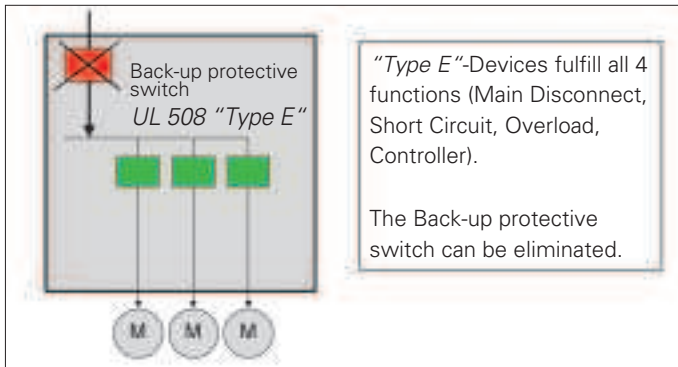 Back-up protective
switch
UL 508 “Type E”
M M M
“Type E”-Devices fulfill all 4
functions (Main Disconnect,
Short Circuit, Overload,
Controller).
The Back-up protective
switch can be eliminated.